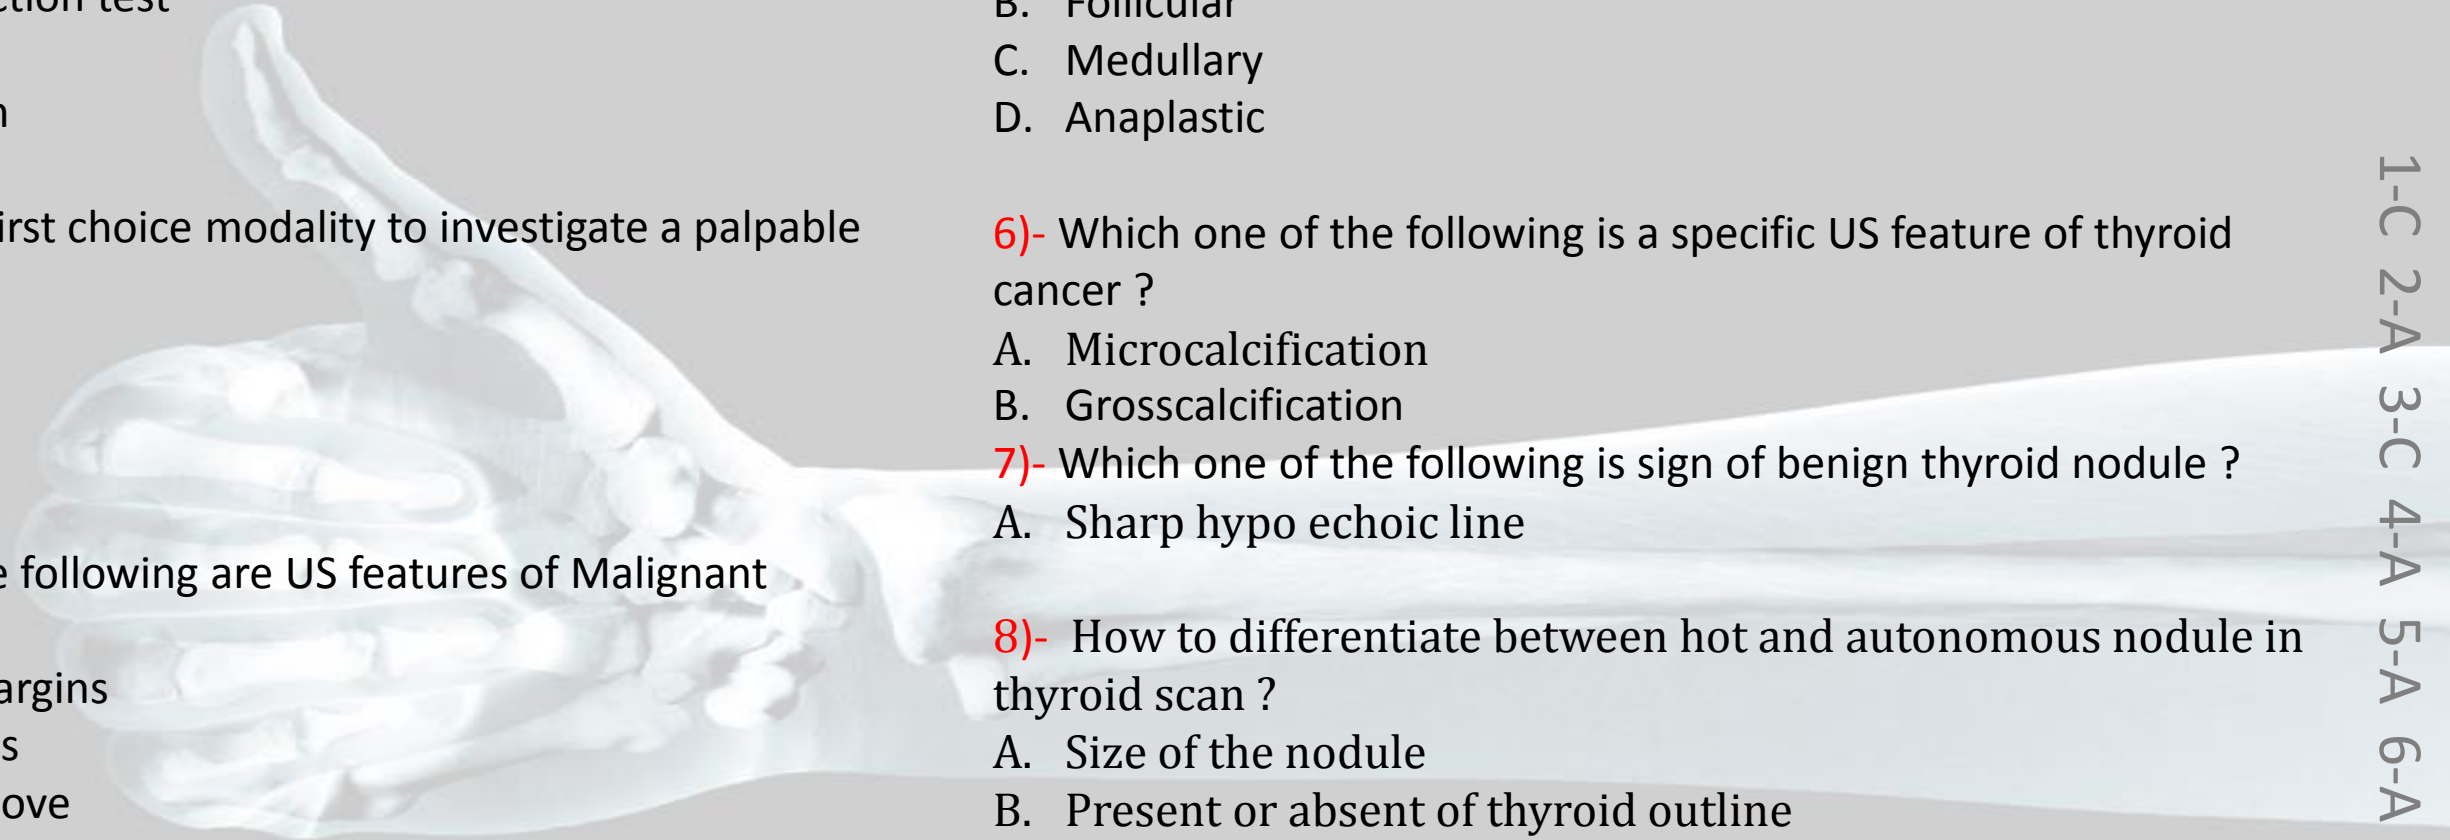 ction test
n
irst choice modality to investigate a palpable
e following are US features of Malignant
argins
s
ove
B. Follicular
C. Medullary
D. Anaplastic
6)- Which one of the following is a specific US feature of thyroid
cancer ?
A. Microcalcification
B. Grosscalcification
7)- Which one of the following is sign of benign thyroid nodule ?
A. Sharp hypo echoic line
8)- How to differentiate between hot and autonomous nodule in
thyroid scan ?
A. Size of the nodule
B. Present or absent of thyroid outline
1-C 2-A 3-C 4-A 5-A 6-A